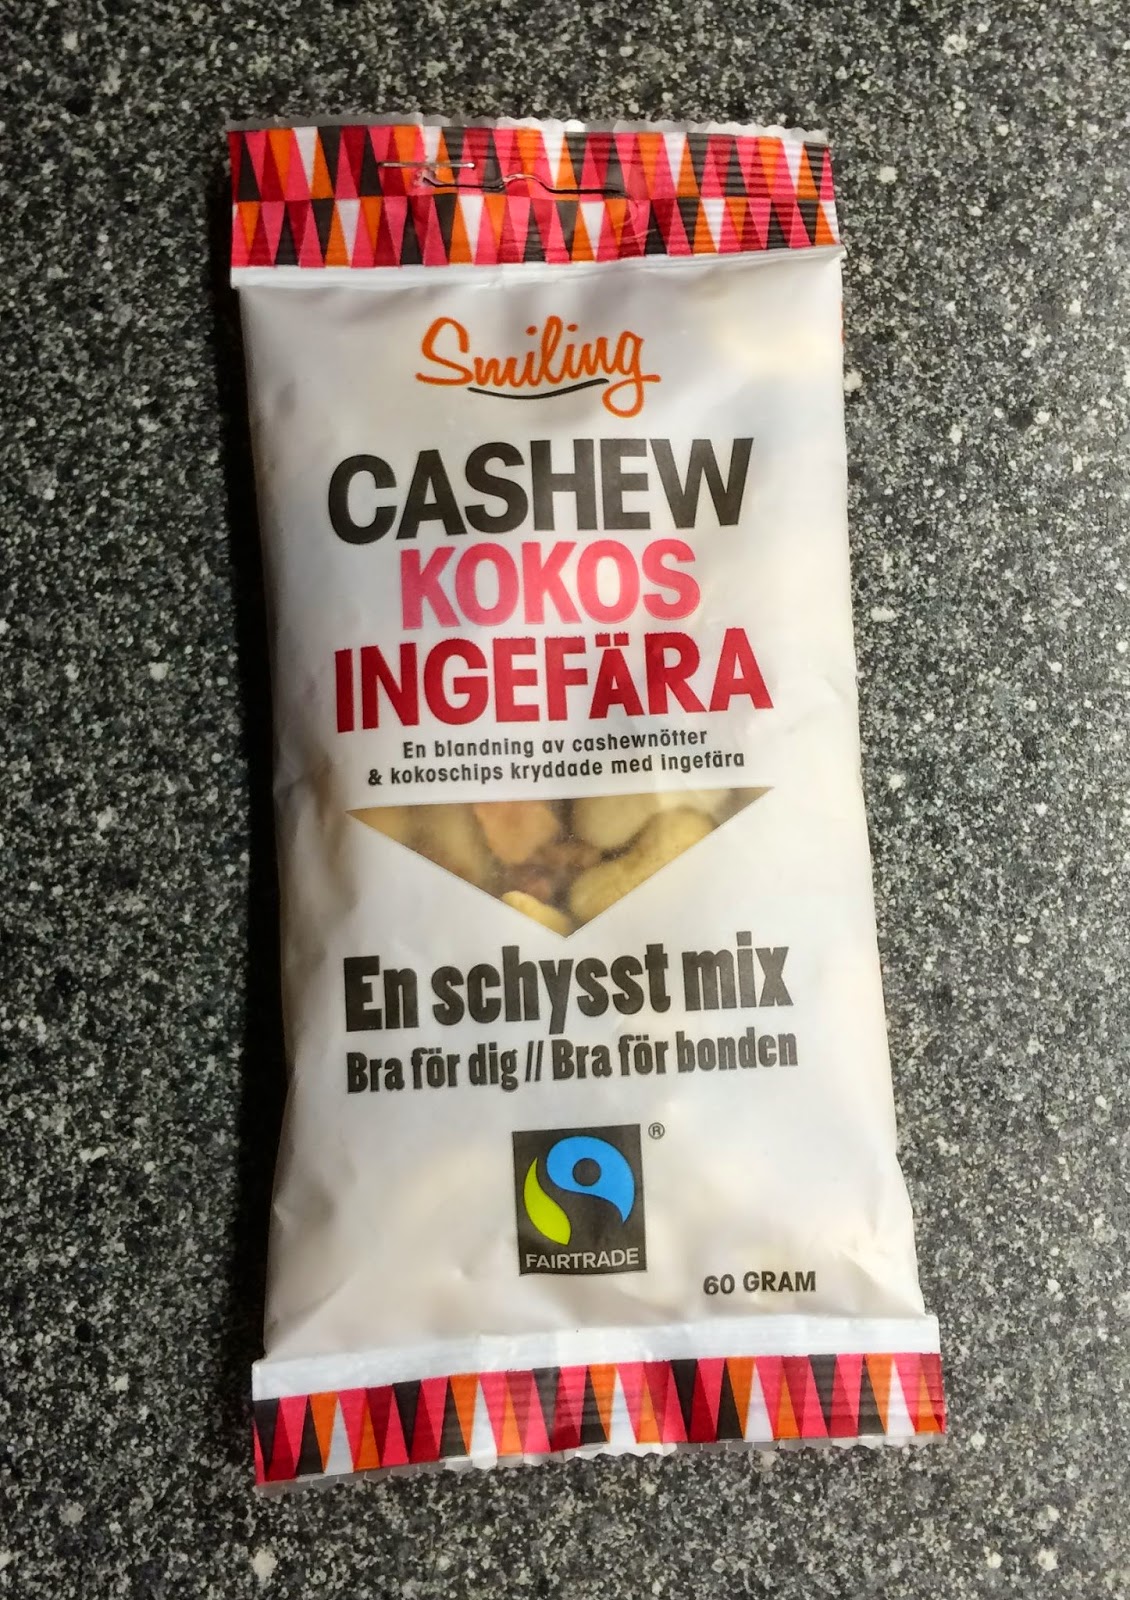 Smiling
CASHEW
KOKOS
INGEFÄRA
En blandning av cashewnötter
& kokoschips kryddade med ingefära
En schysst mix
Bra för dig // Bra för bonden
®
FAIRTRADE
60 GRAM